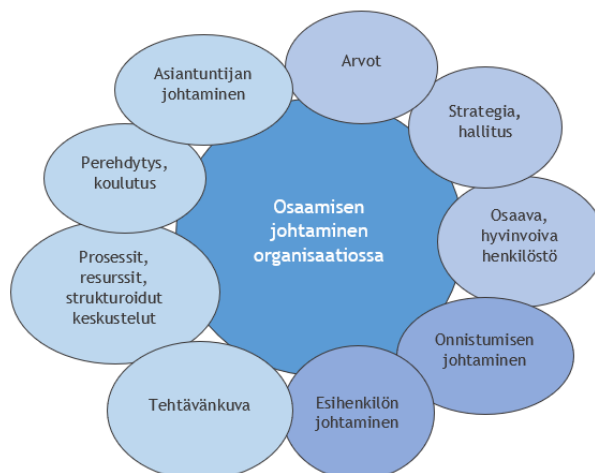 Arvot
Strategia,
hallitus
Osaava,
hyvinvoiva
henkilöstö
Onnistumisen
johtaminen
Esihenkilön
johtaminen
Tehtävänkuva
Prosessit,
resurssit,
strukturoidut
keskustelut
Perehdytys,
koulutus
Asiantuntijan
johtaminen
Osaamisen
johtaminen
organisaatiossa